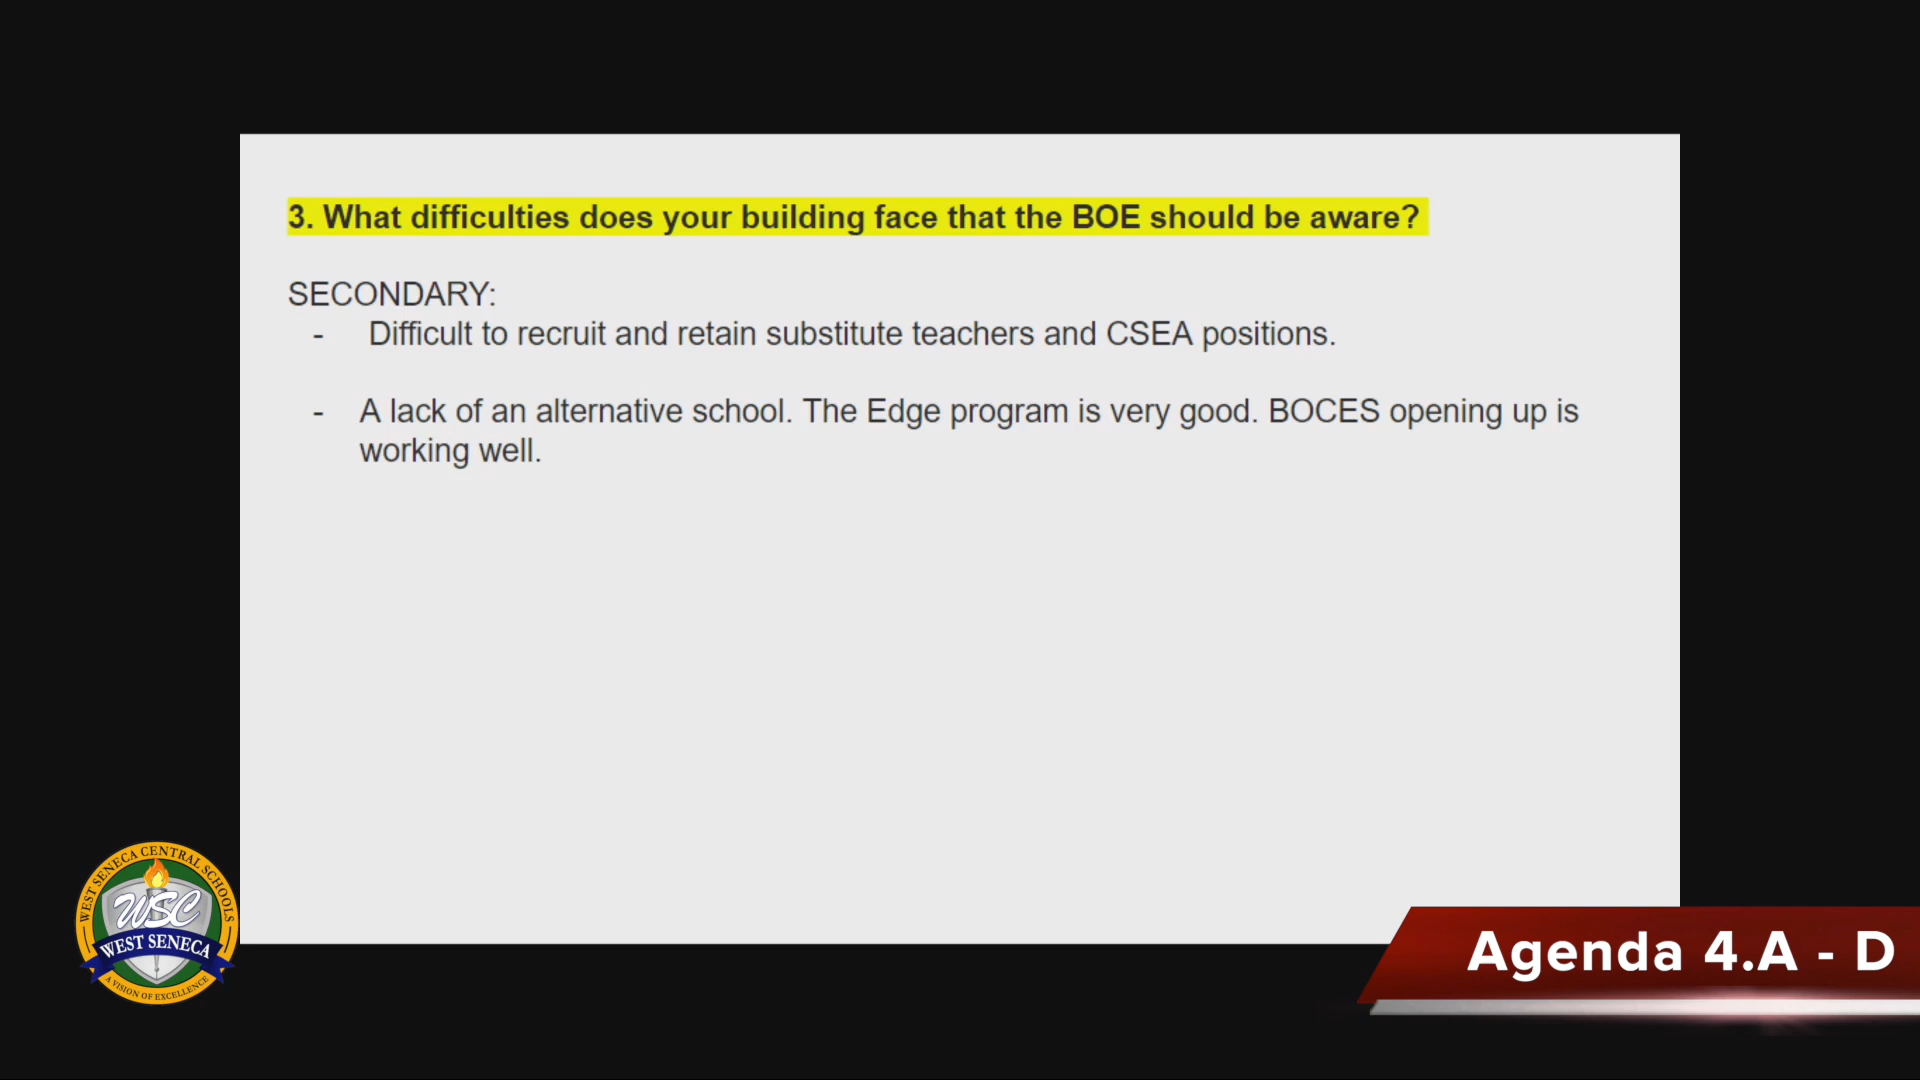 3. What difficulties does your building face that the BOE should be aware?
SECONDARY:
- Difficult to recruit and retain substitute teachers and CSEA positions.
- A lack of an alternative school. The Edge program is very good. BOCES opening up is
working well.
WEST SENECA CENTRAL SCHOOLS
WSC
WEST SENECA
A VISION OF EXCELLENCE
Agenda 4.A - D